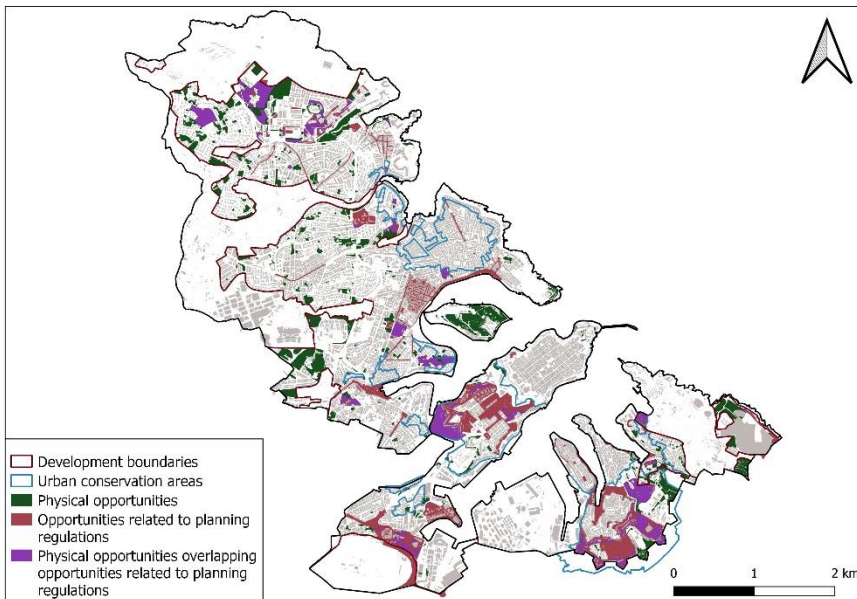 Development boundaries
Urban conservation areas
Physical opportunities
Opportunities related to planning
regulations
Physical opportunities overlapping
opportunities related to planning
regulations
0 1 2 km